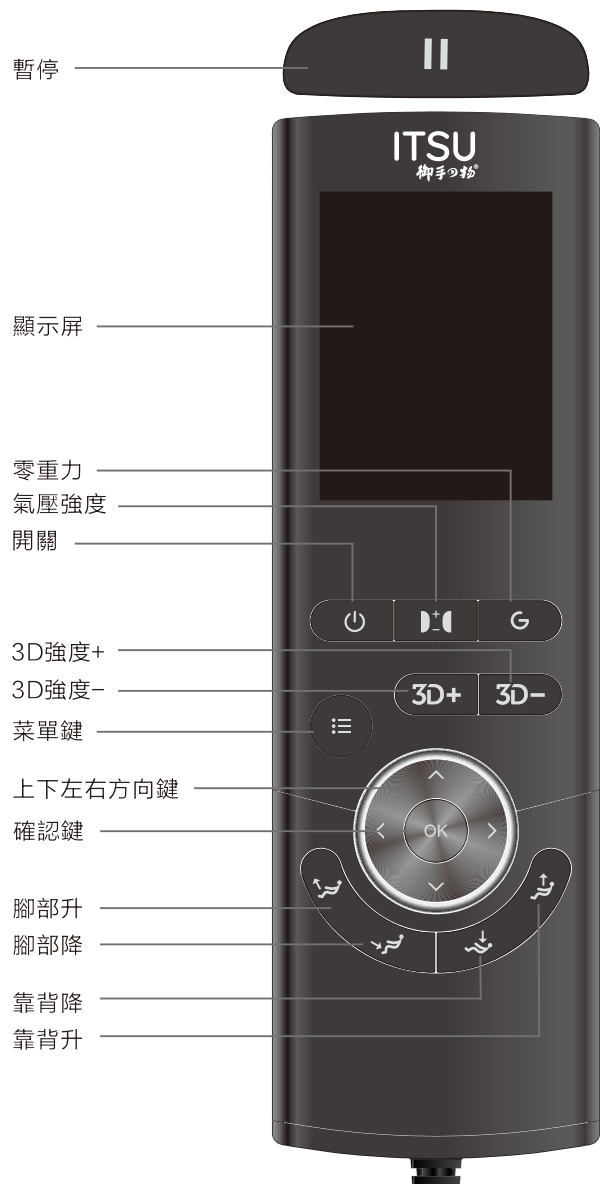 暫停
ITSU
御手の物®
顯示屏
零重力
氣壓強度
開關
G
3D強度+
3D強度−
3D+ 3D−
菜單鍵
上下左右方向鍵
確認鍵
OK
腳部升
腳部降
靠背降
靠背升